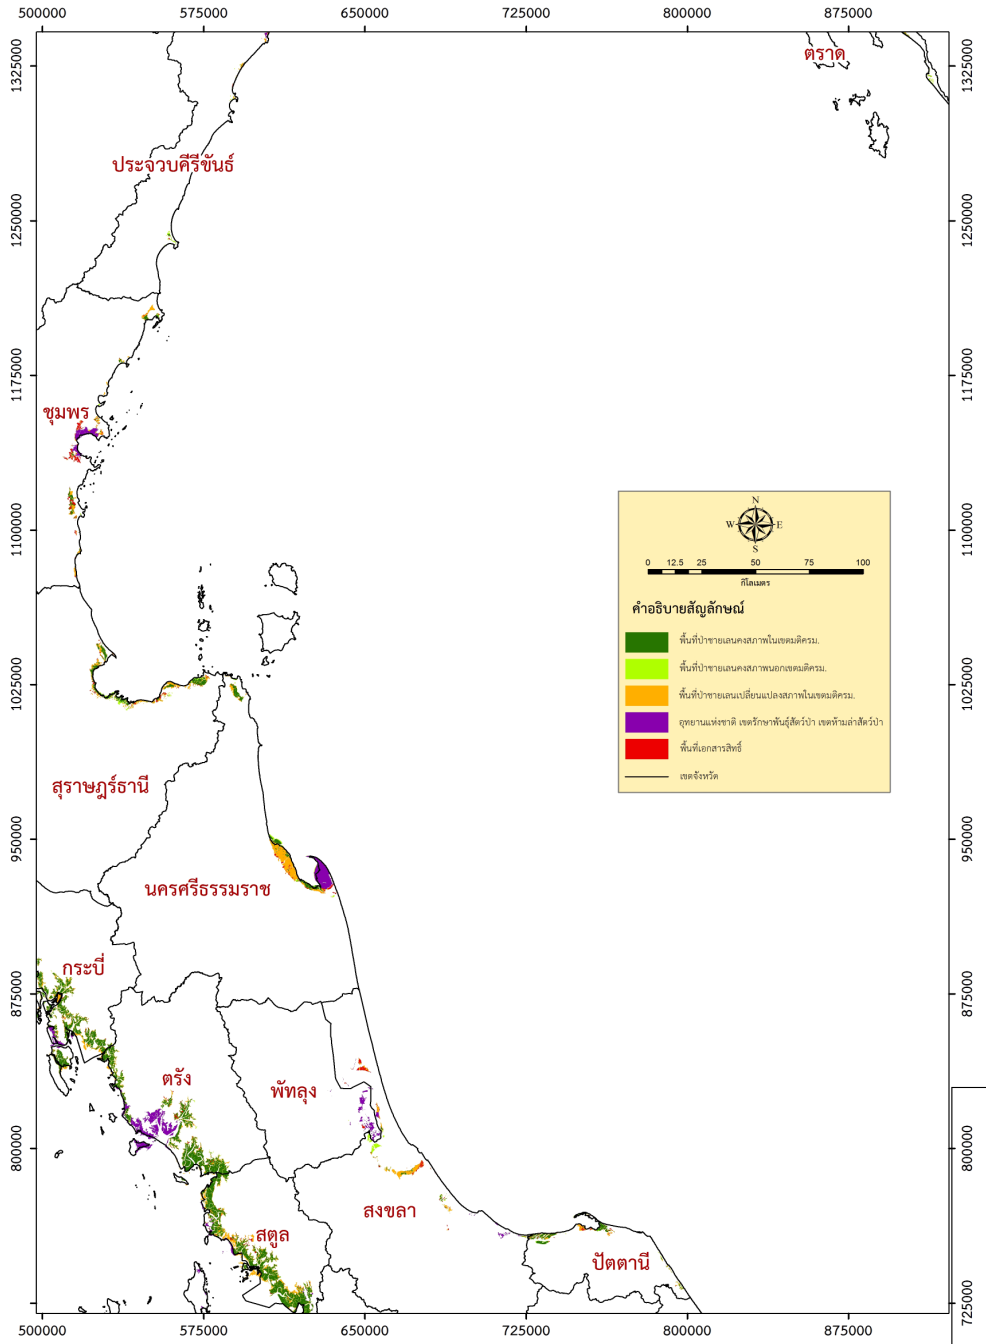 500000 575000 650000 725000 800000 875000
1325000 1325000
ตราด
ประจวบคีรีขันธ์
1250000 1250000
1175000 1175000
ชุมพร
N
W E
S
1100000 1100000
0 12.5 25 50 75 100
กิโลเมตร
คำอธิบายสัญลักษณ์
พื้นที่ป่าชายเลนคงสภาพในเขตมติครม.
พื้นที่ป่าชายเลนคงสภาพนอกเขตมติครม.
1025000 1025000
พื้นที่ป่าชายเลนเปลี่ยนแปลงสภาพในเขตมติครม.
อุทยานแห่งชาติ เขตรักษาพันธุ์สัตว์ป่า เขตห้ามล่าสัตว์ป่า
พื้นที่เอกสารสิทธิ์
เขตจังหวัด
สุราษฎร์ธานี
950000 950000
นครศรีธรรมราช
กระบี่
875000 875000
ตรัง
พัทลุง
800000 800000
สงขลา
สตูล
ปัตตานี
725000 725000
500000 575000 650000 725000 800000 875000